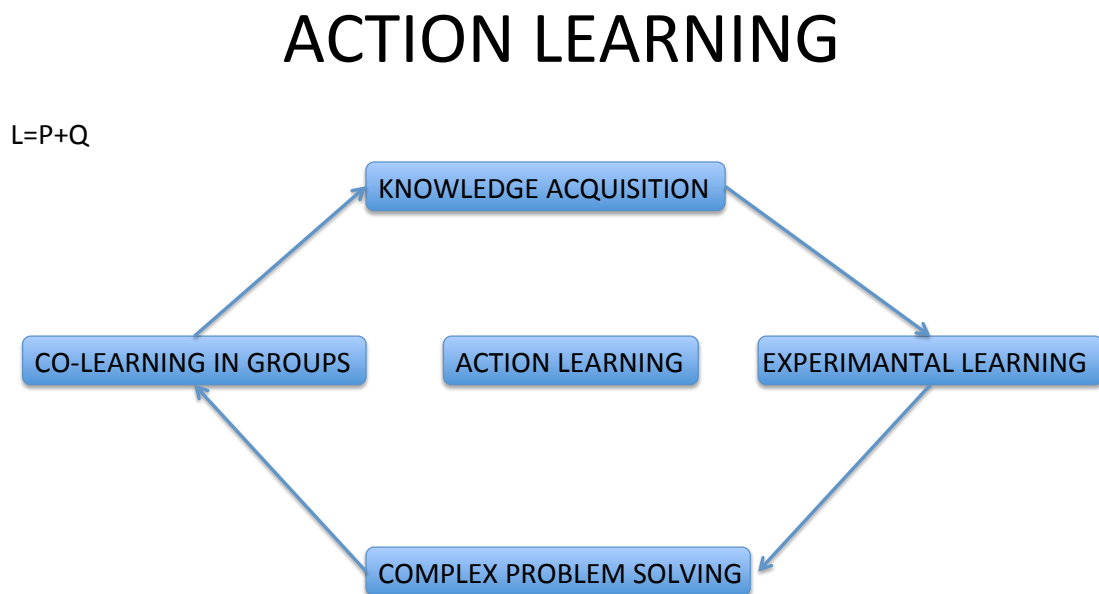 ACTION LEARNING
L=P+Q
KNOWLEDGE ACQUISITION
CO-LEARNING IN GROUPS
ACTION LEARNING
EXPERIMANTAL LEARNING
COMPLEX PROBLEM SOLVING